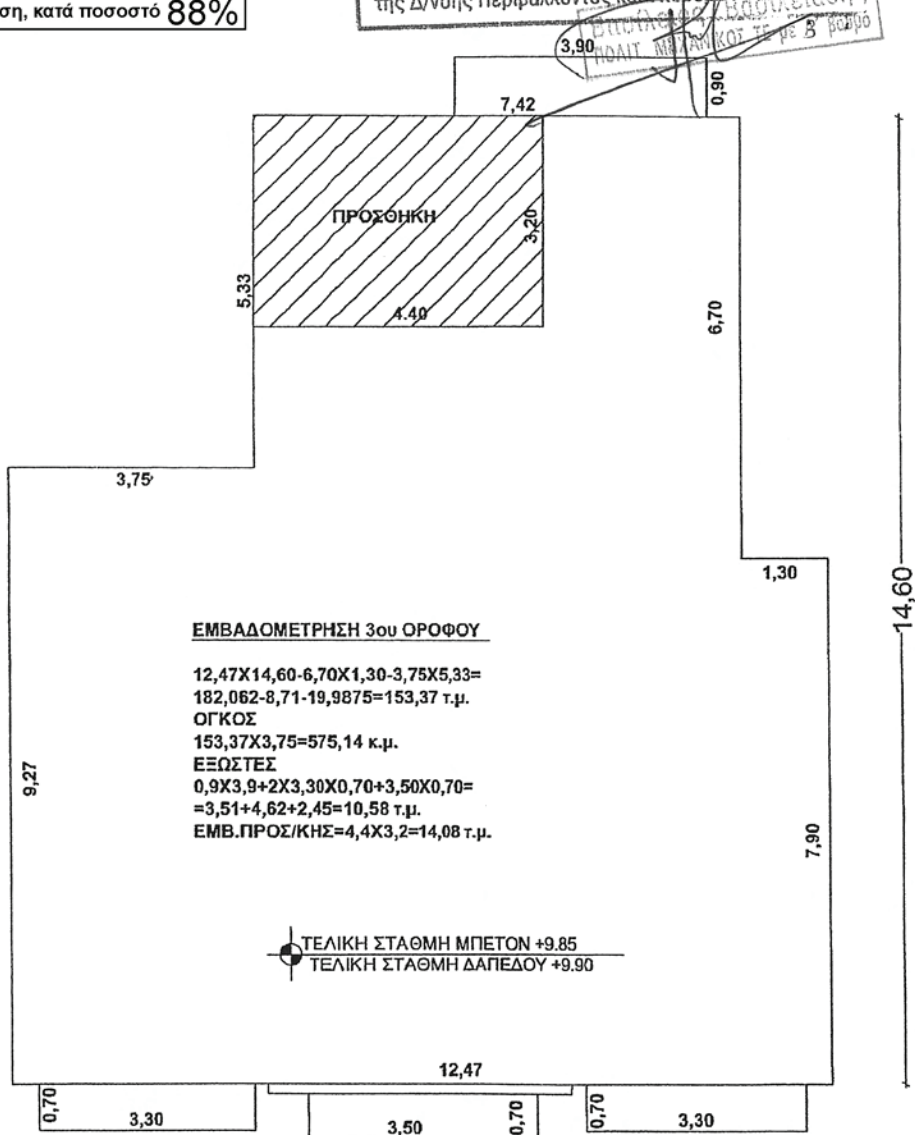 ση, κατά ποσοστό 88%
της Δ/νσης Περιβάλλοντος
ΠΟΛΙΤ. ΜΗΧΑΝΙΚΟΣ ΤΕ με Β' βαθμό
3,90
0,90
7,42
ΠΡΟΣΘΗΚΗ
3,20
5,33
4.40
6,70
3,75
1,30
14,60
ΕΜΒΑΔΟΜΕΤΡΗΣΗ 3ου ΟΡΟΦΟΥ
12,47Χ14,60-6,70Χ1,30-3,75Χ5,33=
182,062-8,71-19,9875=153,37 τ.μ.
ΟΓΚΟΣ
153,37Χ3,75=575,14 κ.μ.
ΕΞΩΣΤΕΣ
0,9Χ3,9+2Χ3,30Χ0,70+3,50Χ0,70=
=3,51+4,62+2,45=10,58 τ.μ.
ΕΜΒ.ΠΡΟΣ/ΚΗΣ=4,4Χ3,2=14,08 τ.μ.
9,27
7,90
ΤΕΛΙΚΗ ΣΤΑΘΜΗ ΜΠΕΤΟΝ +9.85
ΤΕΛΙΚΗ ΣΤΑΘΜΗ ΔΑΠΕΔΟΥ +9.90
12,47
0,70
3,30
3,50
0,70
0,70
3,30